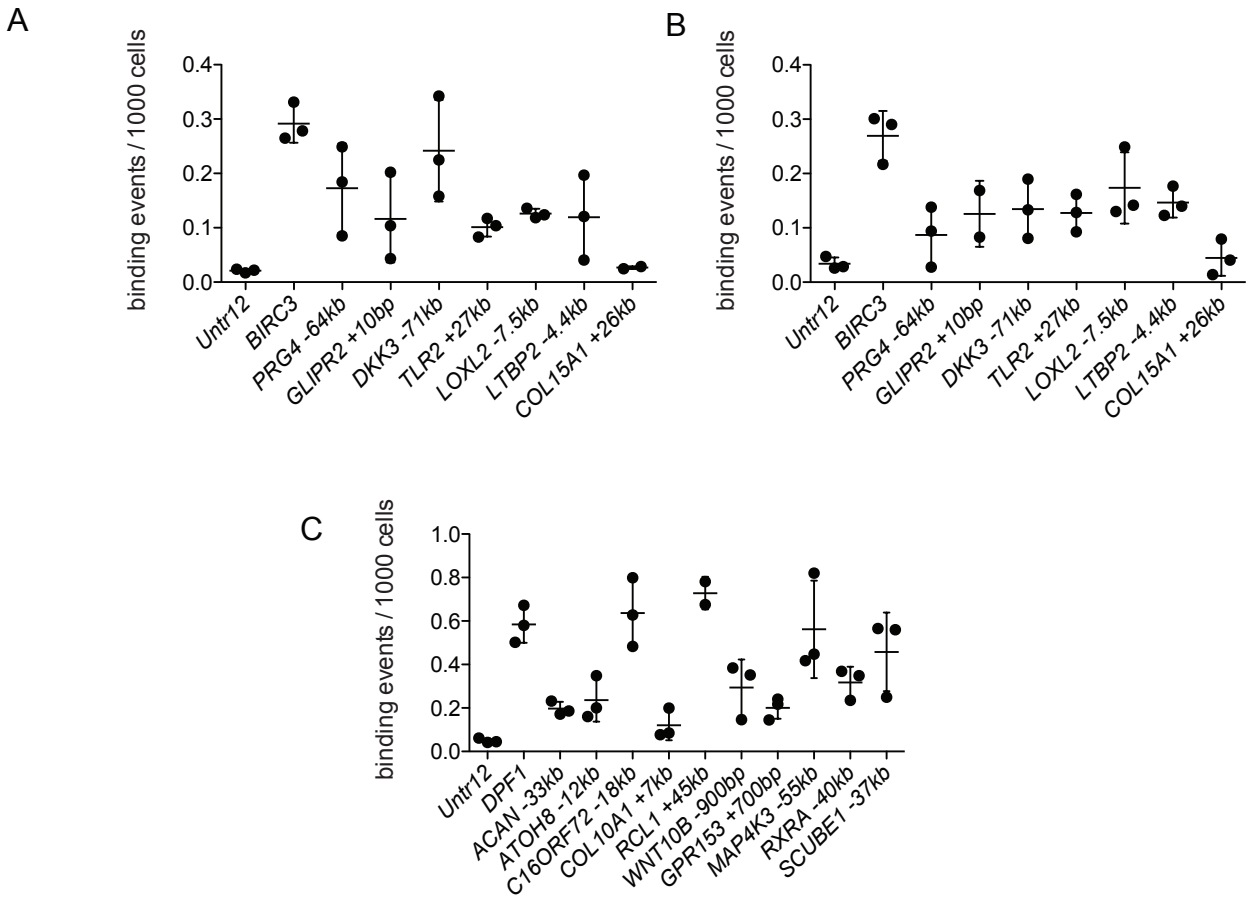 A
binding events / 1000 cells
0.4
0.3
0.2
0.1
0.0
Untr12
BIRC3
PRG4 -64kb
GLIPR2 +10bp
DKK3 -71kb
TLR2 +27kb
LOXL2 -7.5kb
LTBP2 -4.4kb
COL15A1 +26kb
B
binding events / 1000 cells
0.4
0.3
0.2
0.1
0.0
Untr12
BIRC3
PRG4 -64kb
GLIPR2 +10bp
DKK3 -71kb
TLR2 +27kb
LOXL2 -7.5kb
LTBP2 -4.4kb
COL15A1 +26kb
C
binding events / 1000 cells
1.0
0.8
0.6
0.4
0.2
0.0
Untr12
DPF1
ACAN -33kb
ATOH8 -12kb
C16ORF72 -18kb
COL10A1 +7kb
RCL1 +45kb
WNT10B -900bp
GPR153 +700bp
MAP4K3 -55kb
RXRA -40kb
SCUBE1 -37kb